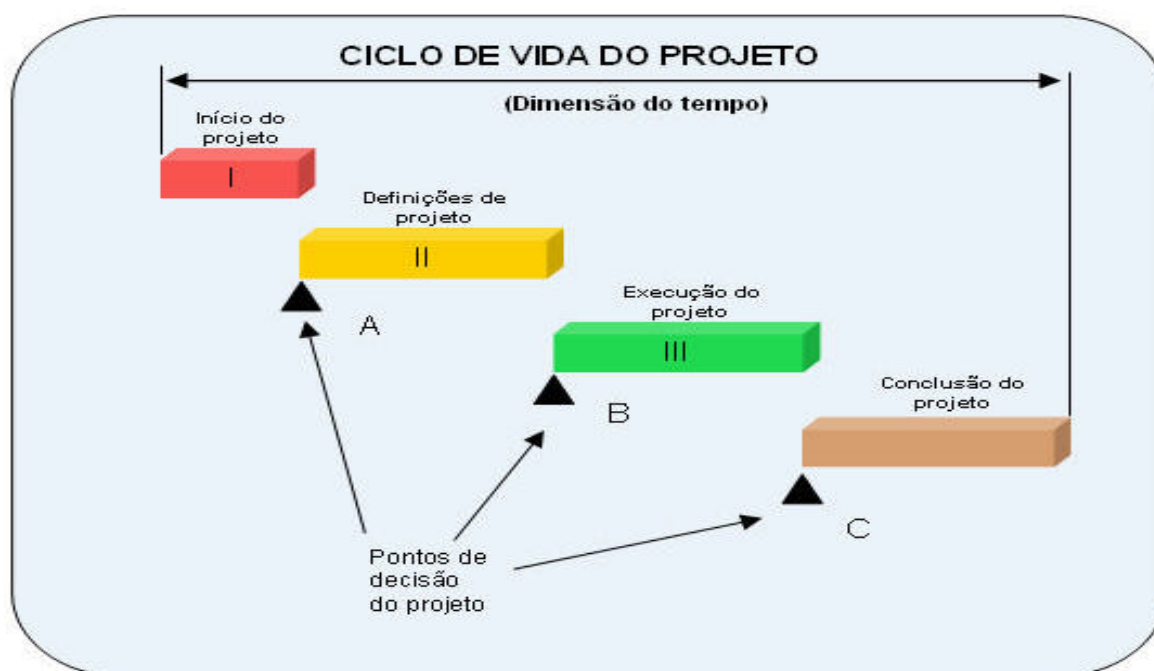 CICLO DE VIDA DO PROJETO
(Dimensão do tempo)
Início do
projeto
I
Definições de
projeto
II
A
Execução do
projeto
III
B
Conclusão do
projeto
C
Pontos de
decisão
do projeto